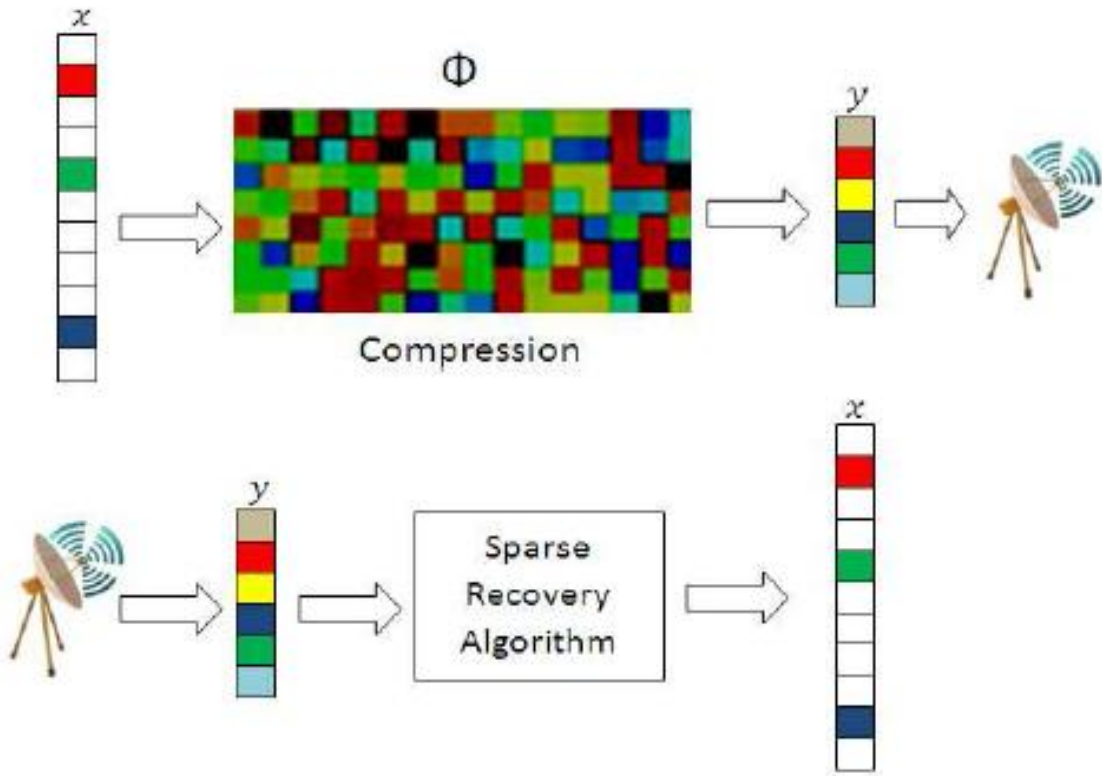 x
Φ
y
Compression
x
y
Sparse
Recovery
Algorithm